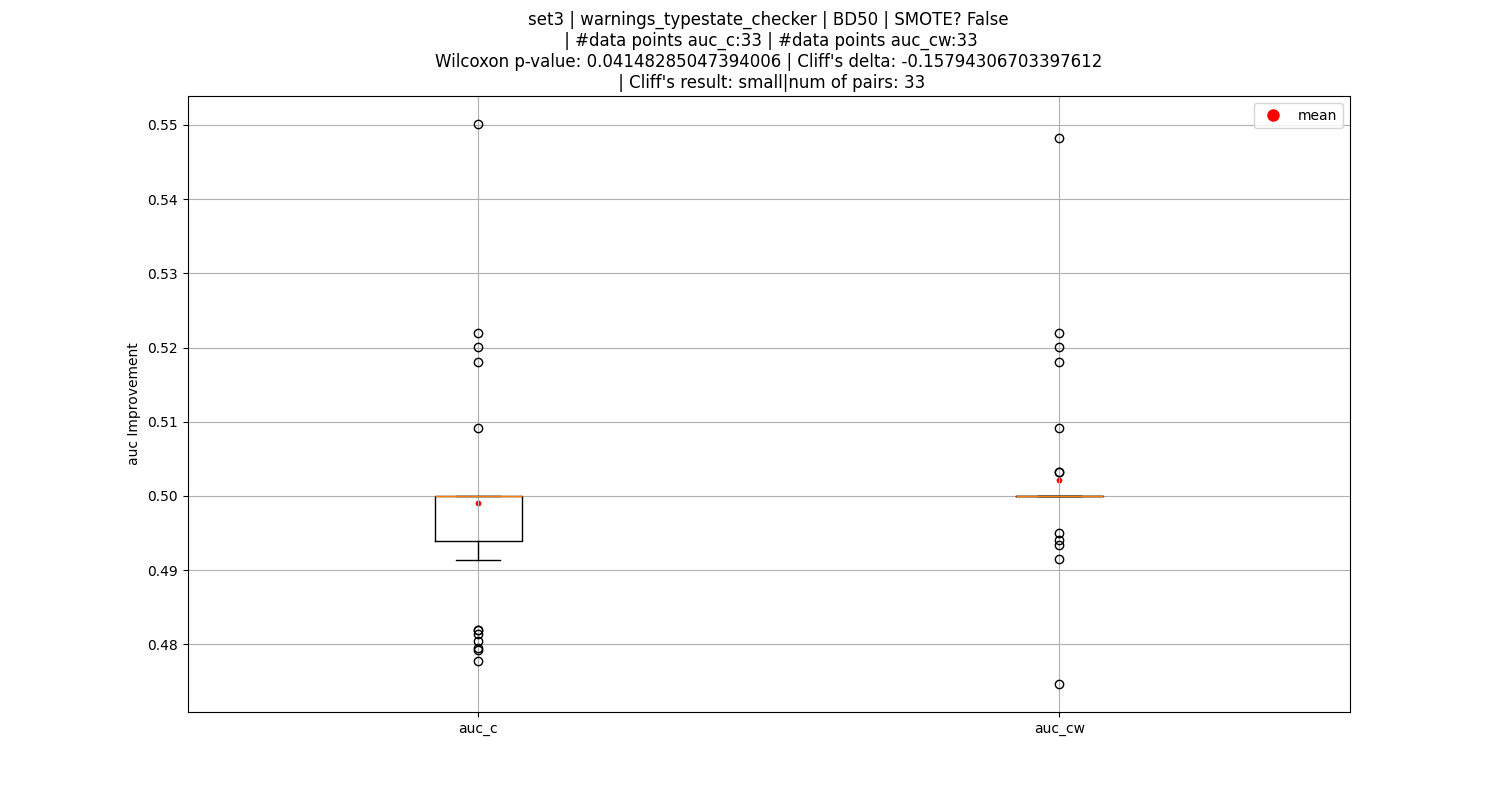 set3 | warnings_typestate_checker | BD50 | SMOTE? False
| #data points auc_c:33 | #data points auc_cw:33
Wilcoxon p-value: 0.04148285047394006 | Cliff's delta: -0.15794306703397612
| Cliff's result: small|num of pairs: 33
mean
0.55
0.54
0.53
0.52
0.51
0.50
0.49
0.48
auc Improvement
auc_c
auc_cw